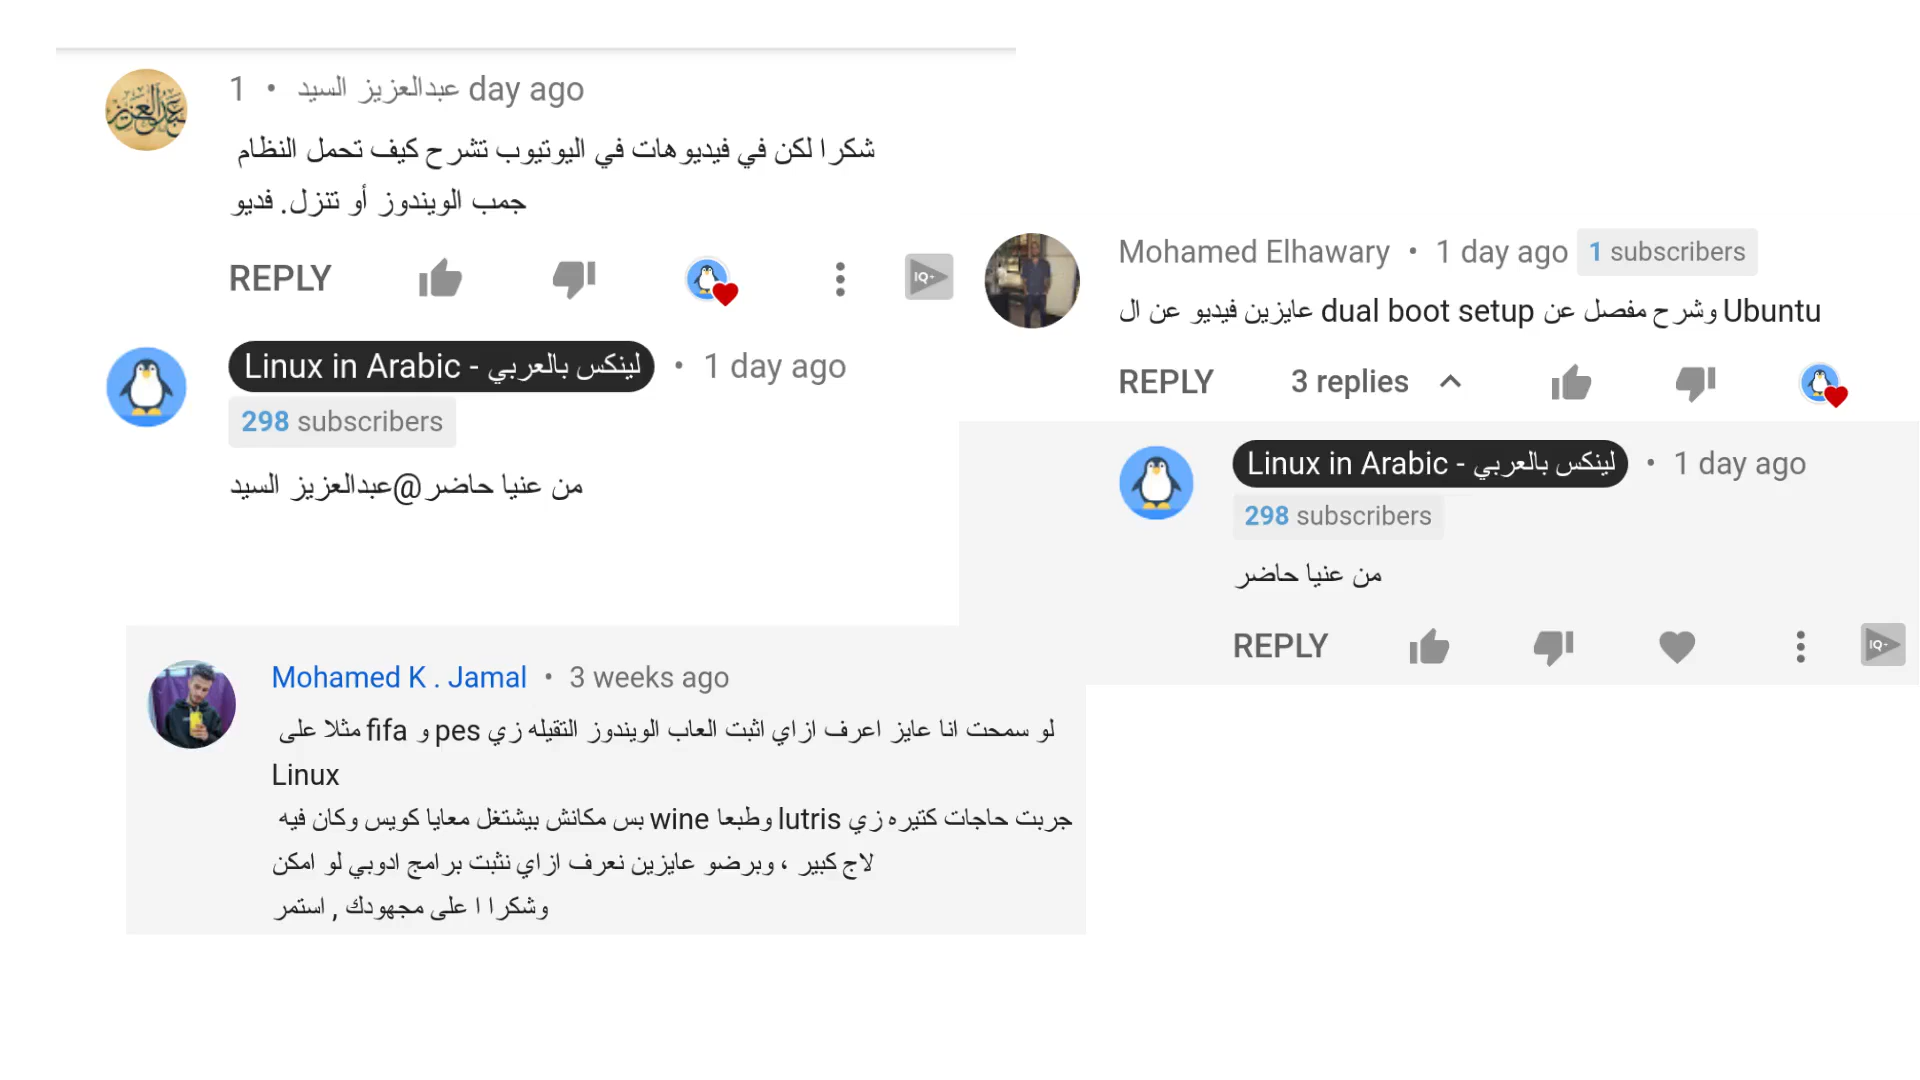 عبدالعزيز السيد • 1 day ago
شكرا لكن في فيديوهات في اليوتيوب تشرح كيف تحمل النظام
جمب الويندوز أو تنزل. فديو
REPLY
IQ+
Linux in Arabic - لينكس بالعربي • 1 day ago
298 subscribers
@عبدالعزيز السيد من عنيا حاضر
Mohamed Elhawary • 1 day ago 1 subscribers
عايزين فيديو عن ال dual boot setup وشرح مفصل عن Ubuntu
REPLY 3 replies
Linux in Arabic - لينكس بالعربي • 1 day ago
298 subscribers
من عنيا حاضر
REPLY
IQ-
Mohamed K . Jamal • 3 weeks ago
لو سمحت انا عايز اعرف ازاي اثبت العاب الويندوز التقيله زي pes و fifa مثلا على
Linux
جربت حاجات كتيره زي lutris وطبعا wine بس مكانش بيشتغل معايا كويس وكان فيه
لاج كبير ، وبرضو عايزين نعرف ازاي نثبت برامج ادوبي لو امكن
وشكرا ا على مجهودك , استمر